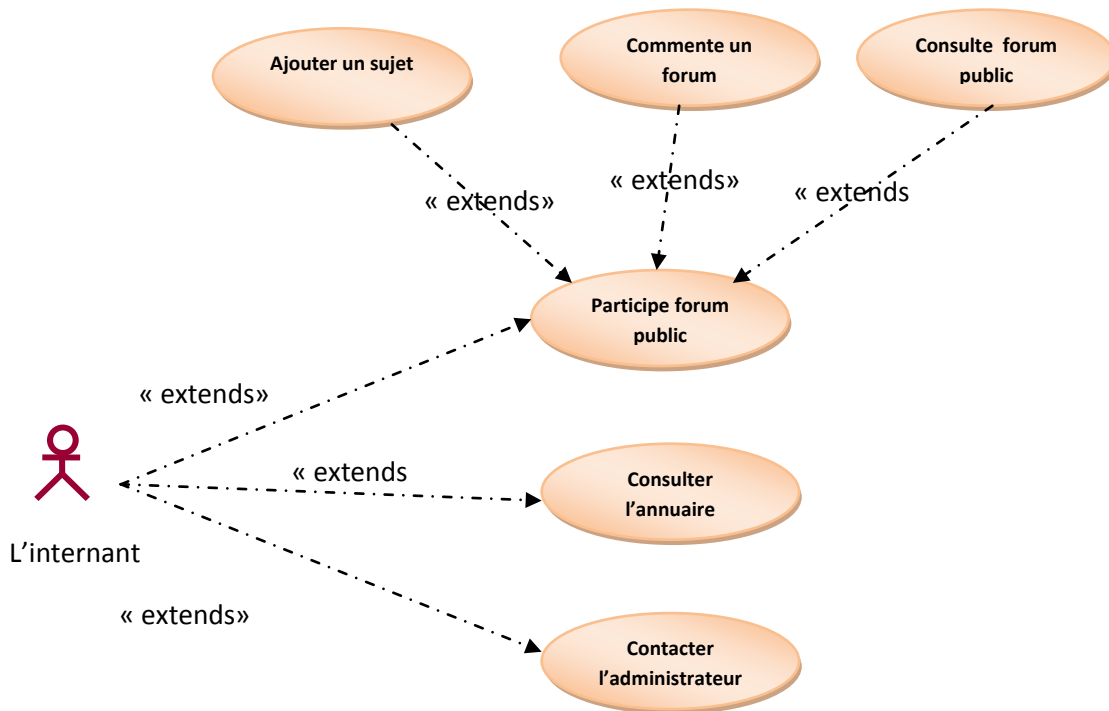 Ajouter un sujet
Commente un
forum
Consulte forum
public
« extends»
« extends»
« extends
Participe forum
public
« extends»
« extends
Consulter
l’annuaire
L’internant
« extends»
Contacter
l’administrateur